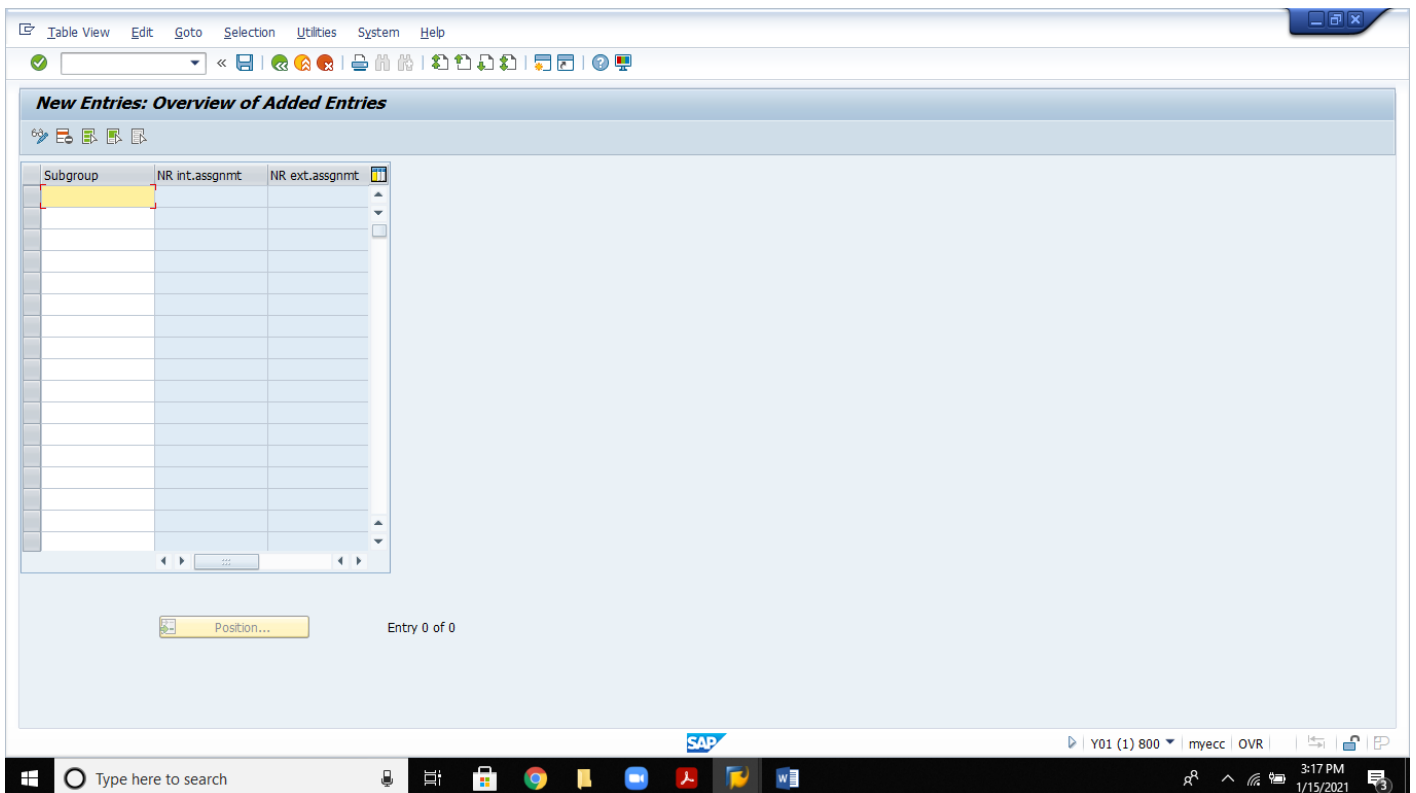 Table View Edit Goto Selection Utilities System Help
New Entries: Overview of Added Entries
Subgroup NR int.assgnmt NR ext.assgnmt
Position... Entry 0 of 0
SAP Y01 (1) 800 myecc OVR
Type here to search 3:17 PM
1/15/2021 3